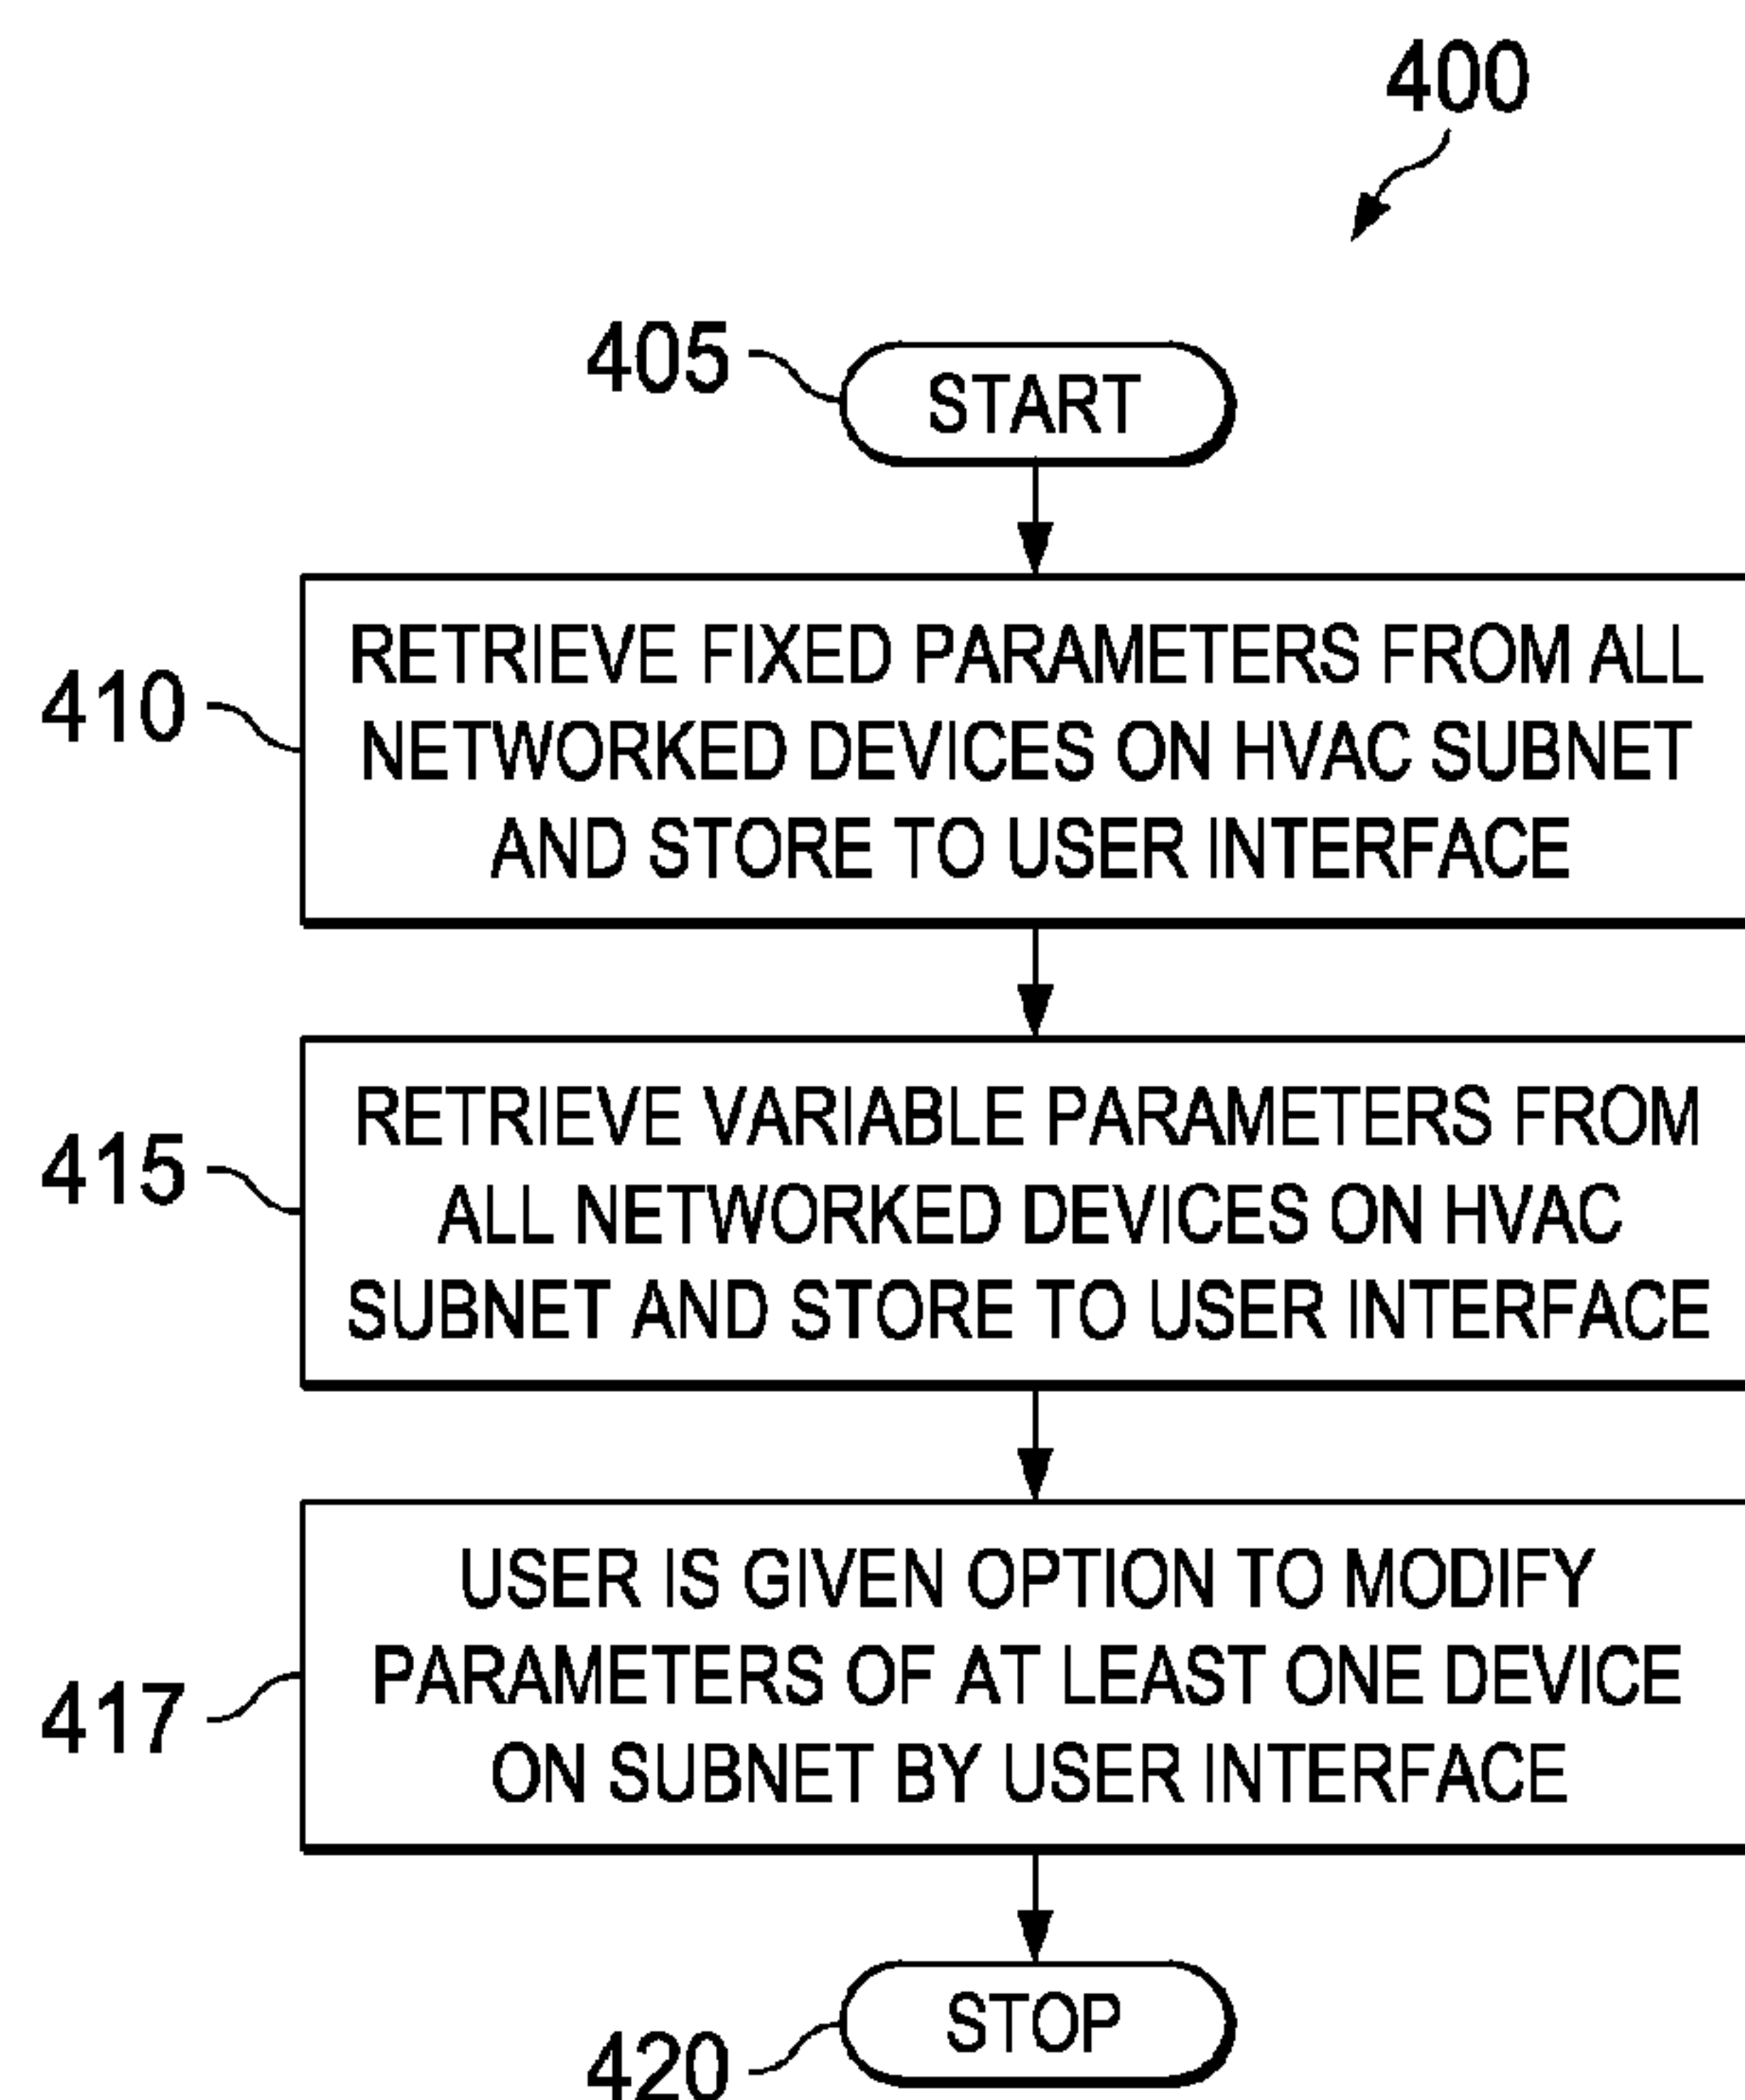 400
405
START
410
RETRIEVE FIXED PARAMETERS FROM ALL
NETWORKED DEVICES ON HVAC SUBNET
AND STORE TO USER INTERFACE
415
RETRIEVE VARIABLE PARAMETERS FROM
ALL NETWORKED DEVICES ON HVAC
SUBNET AND STORE TO USER INTERFACE
417
USER IS GIVEN OPTION TO MODIFY
PARAMETERS OF AT LEAST ONE DEVICE
ON SUBNET BY USER INTERFACE
420
STOP